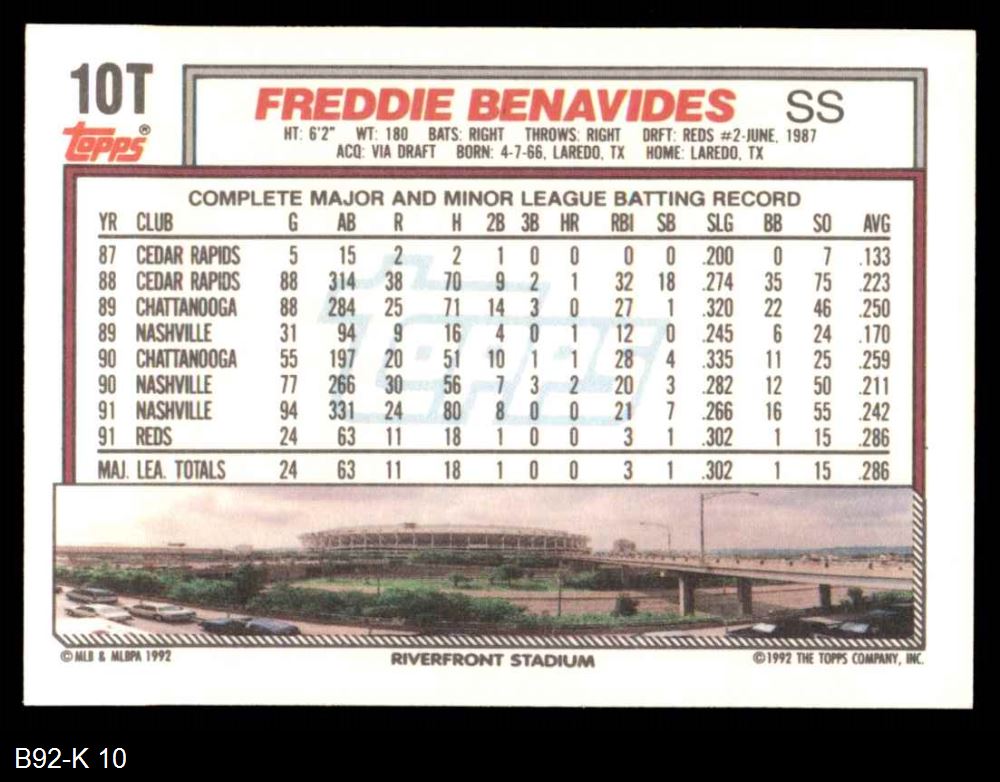 10T
Topps®
FREDDIE BENAVIDES SS
HT: 6'2" WT: 180 BATS: RIGHT THROWS: RIGHT DRFT: REDS #2-JUNE, 1987
ACQ: VIA DRAFT BORN: 4-7-66, LAREDO, TX HOME: LAREDO, TX
COMPLETE MAJOR AND MINOR LEAGUE BATTING RECORD
YR CLUB G AB R H 2B 3B HR RBI SB SLG BB SO AVG
87 CEDAR RAPIDS 5 15 2 2 1 0 0 0 0 .200 0 7 .133
88 CEDAR RAPIDS 88 314 38 70 9 2 1 32 18 .274 35 75 .223
89 CHATTANOOGA 88 284 25 71 14 3 0 27 1 .320 22 46 .250
89 NASHVILLE 31 94 9 16 4 0 1 12 0 .245 6 24 .170
90 CHATTANOOGA 55 197 20 51 10 1 1 28 4 .335 11 25 .259
90 NASHVILLE 77 266 30 56 7 3 2 20 3 .282 12 50 .211
91 NASHVILLE 94 331 24 80 8 0 0 21 7 .266 16 55 .242
91 REDS 24 63 11 18 1 0 0 3 1 .302 1 15 .286
MAJ. LEA. TOTALS 24 63 11 18 1 0 0 3 1 .302 1 15 .286
Topps
© MLB & MLBPA 1992 RIVERFRONT STADIUM ©1992 THE TOPPS COMPANY, INC.
B92-K 10